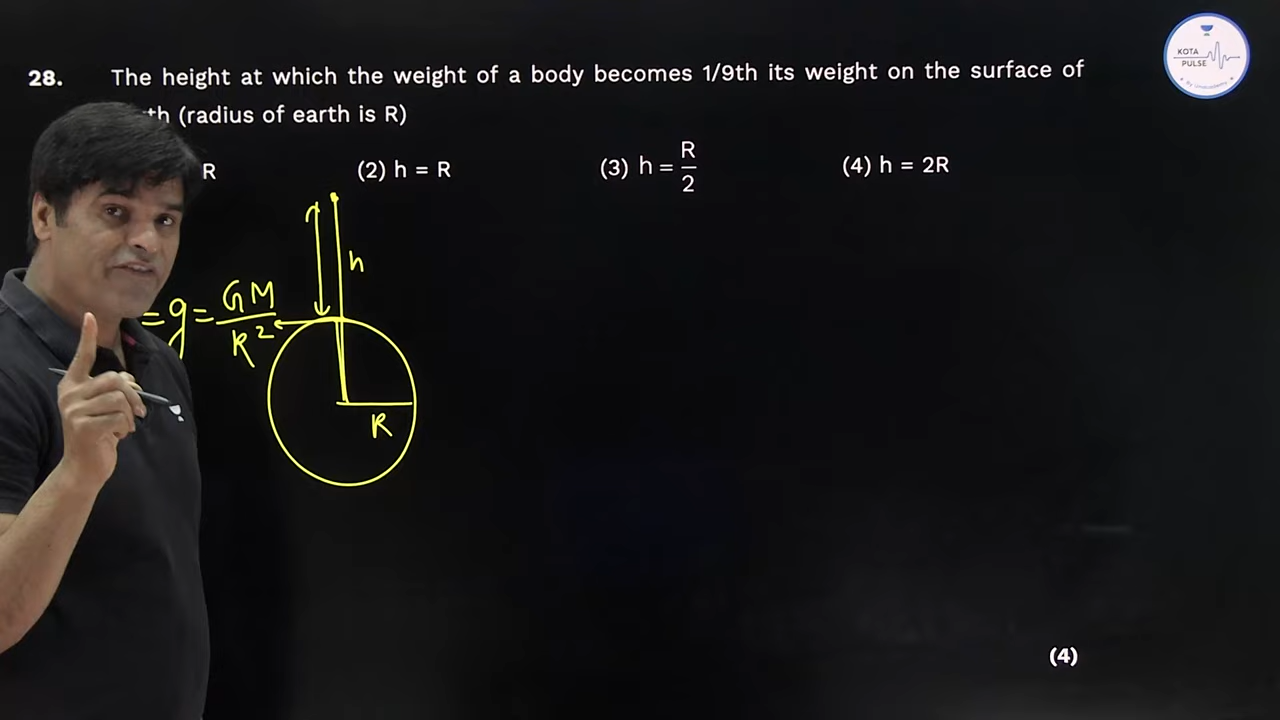 28. The height at which the weight of a body becomes 1/9th its weight on the surface of
(radius of earth is R)
R (2) h = R (3) h = R/2 (4) h = 2R
h
= g = GM/R²
R
(4)
KOTA
PULSE